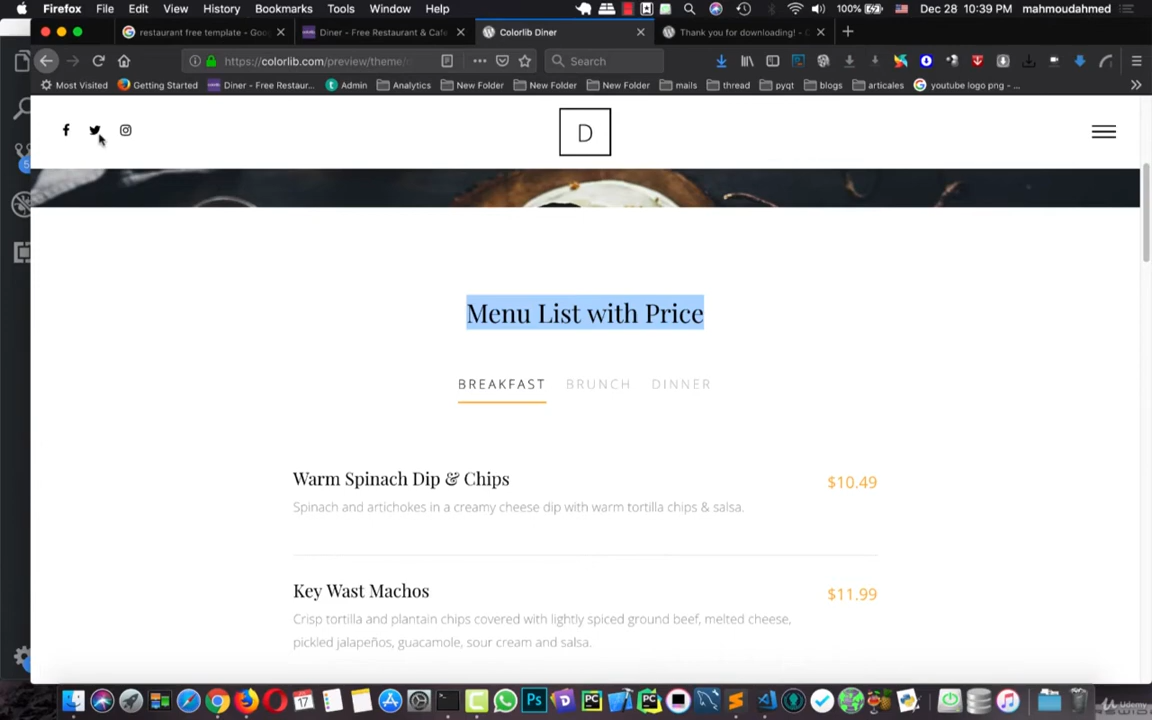 Firefox File Edit View History Bookmarks Tools Window Help 100% Dec 28 10:39 PM mahmoudahmed
restaurant free template - Goo Diner - Free Restaurant & Cafe Colorlib Diner Thank you for downloading! - C
https://colorlib.com/preview/theme/ Search
Most Visited Getting Started Diner - Free Restaur... Admin Analytics New Folder New Folder New Folder mails thread pyqt blogs articales youtube logo png - ...
D
Menu List with Price
BREAKFAST BRUNCH DINNER
Warm Spinach Dip & Chips $10.49
Spinach and artichokes in a creamy cheese dip with warm tortilla chips & salsa.
Key Wast Machos $11.99
Crisp tortilla and plantain chips covered with lightly spiced ground beef, melted cheese,
pickled jalapeños, guacamole, sour cream and salsa.
Udemy